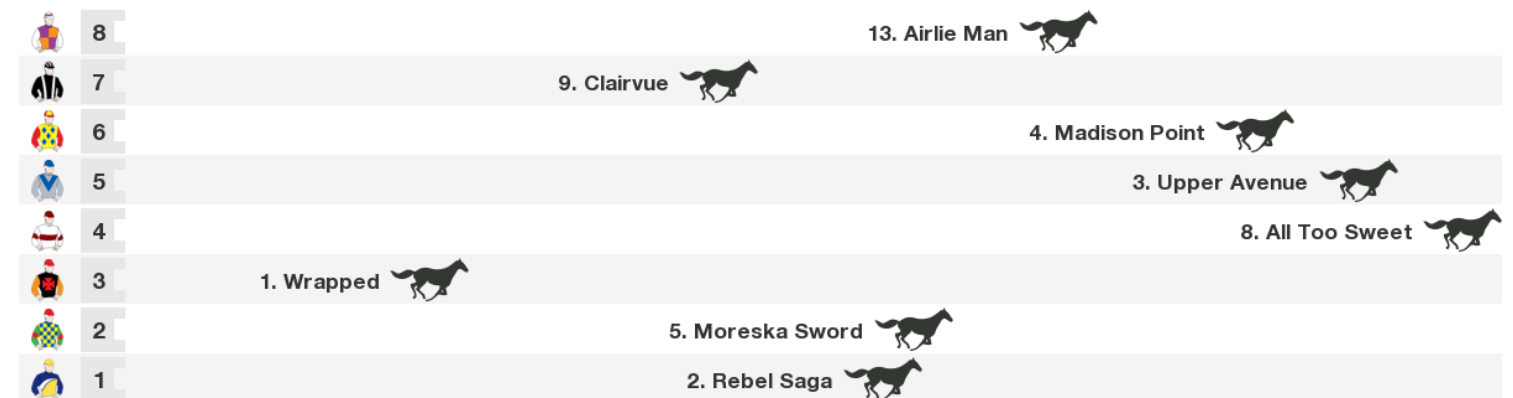 8 13. Airlie Man
7 9. Clairvue
6 4. Madison Point
5 3. Upper Avenue
4 8. All Too Sweet
3 1. Wrapped
2 5. Moreska Sword
1 2. Rebel Saga